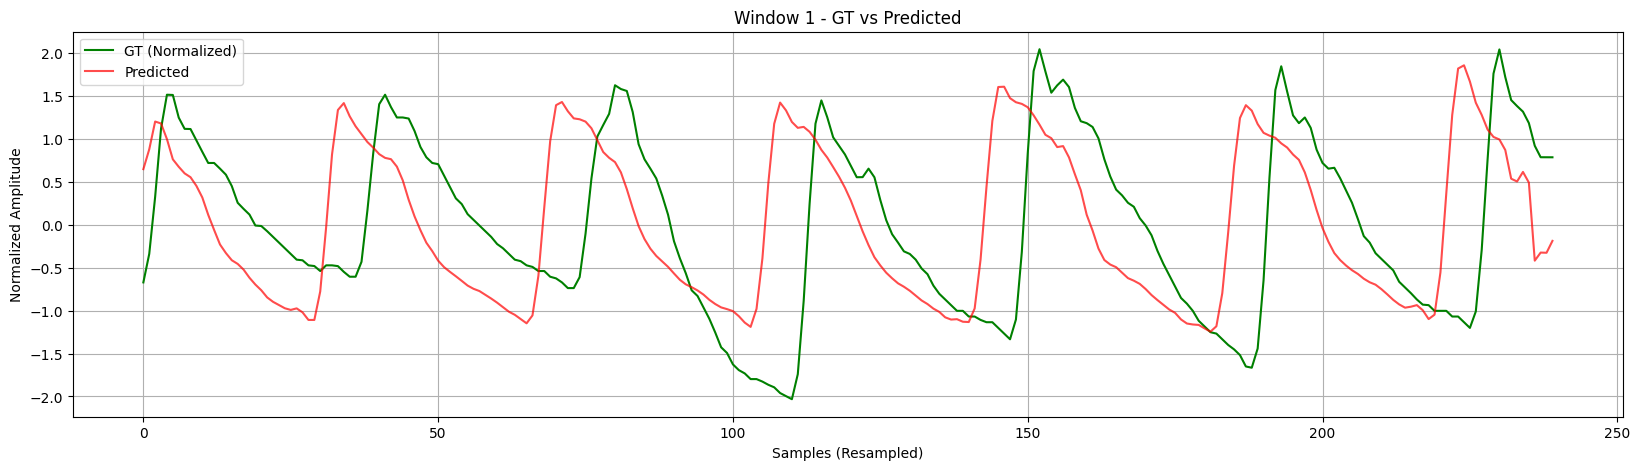 Window 1 - GT vs Predicted
GT (Normalized)
Predicted
Normalized Amplitude
2.0
1.5
1.0
0.5
0.0
−0.5
−1.0
−1.5
−2.0
0 50 100 150 200 250
Samples (Resampled)